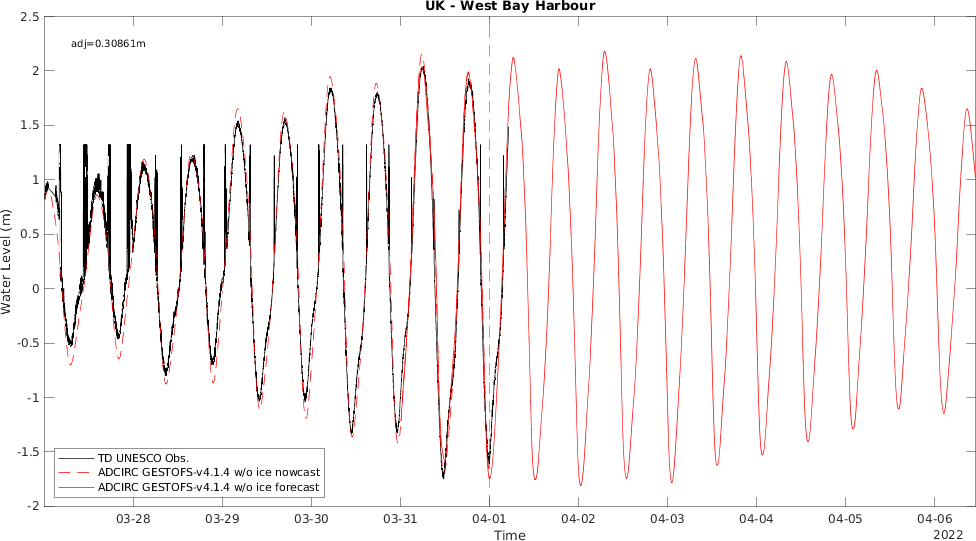 UK - West Bay Harbour
adj=0.30861m
2.5
2
1.5
1
0.5
0
-0.5
-1
-1.5
-2
Water Level (m)
TD UNESCO Obs.
ADCIRC GESTOFS-v4.1.4 w/o ice nowcast
ADCIRC GESTOFS-v4.1.4 w/o ice forecast
03-28 03-29 03-30 03-31 04-01 04-02 04-03 04-04 04-05 04-06
Time
2022